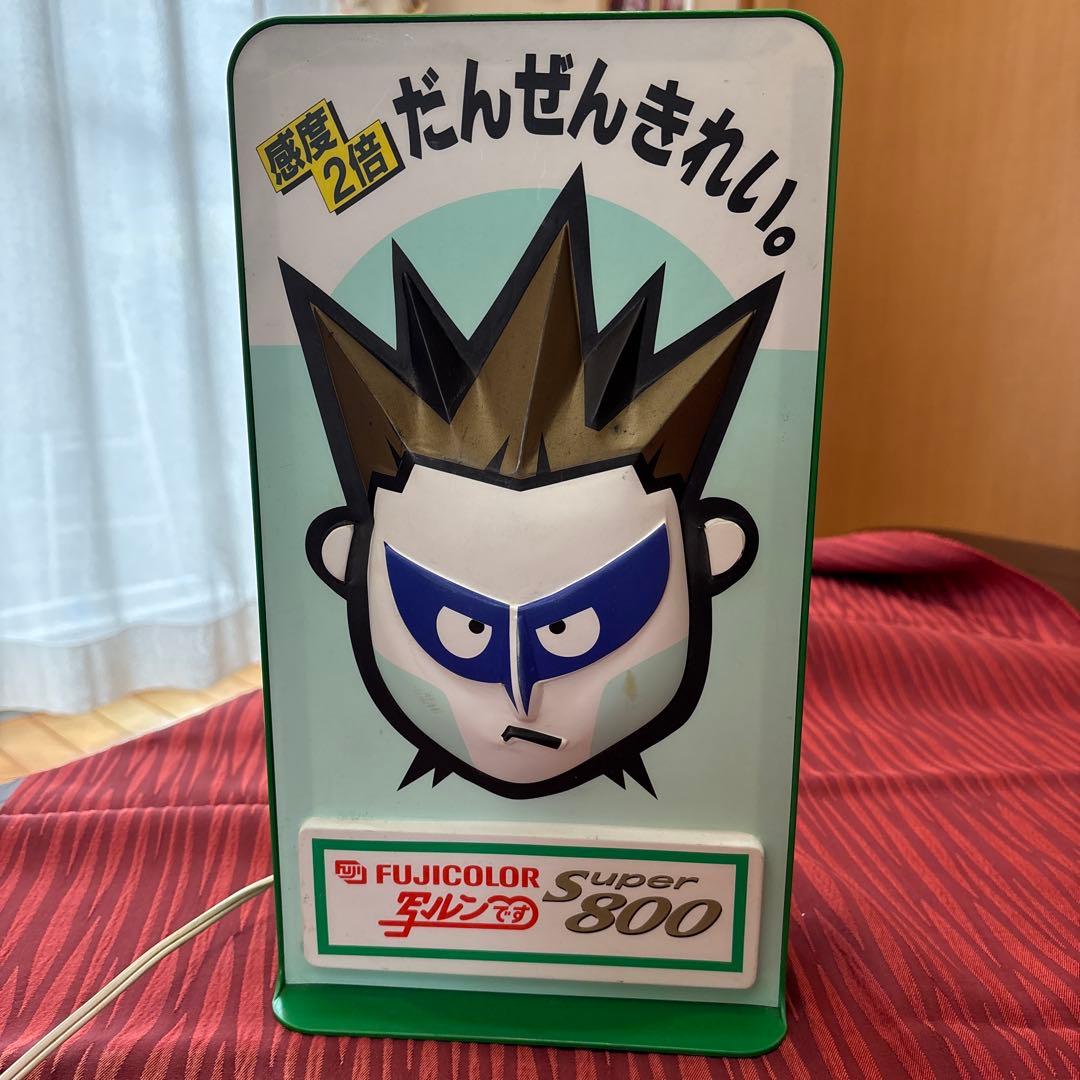 感度
2倍
だんぜんきれい。
FUJI FUJICOLOR
写ルンです
Super
800